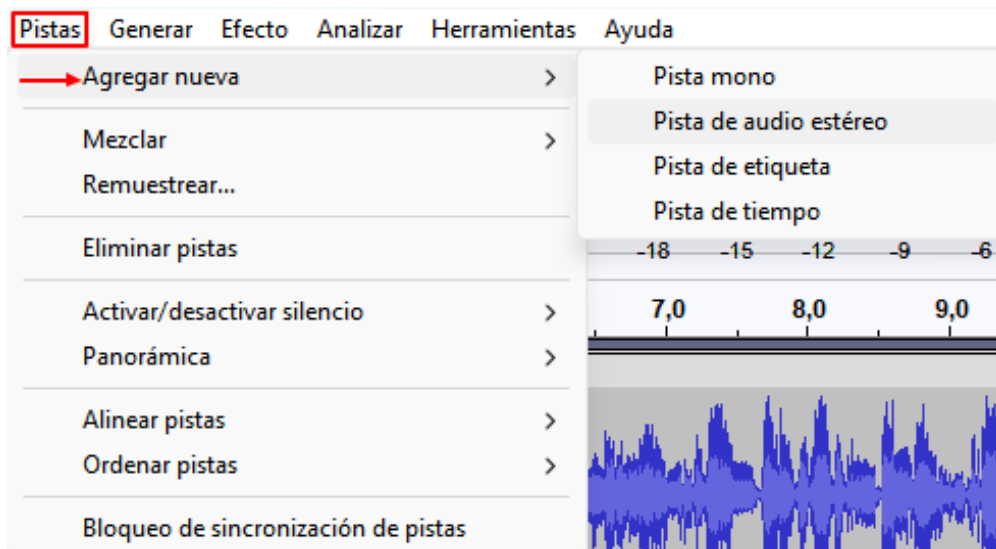 Pistas Generar Efecto Analizar Herramientas Ayuda
Agregar nueva
Pista mono
Pista de audio estéreo
Pista de etiqueta
Pista de tiempo
Mezclar
Remuestrear...
Eliminar pistas
-18 -15 -12 -9 -6
Activar/desactivar silencio
7,0 8,0 9,0
Panorámica
Alinear pistas
Ordenar pistas
Bloqueo de sincronización de pistas